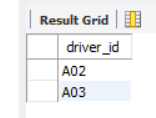 Result Grid
driver_id
A02
A03